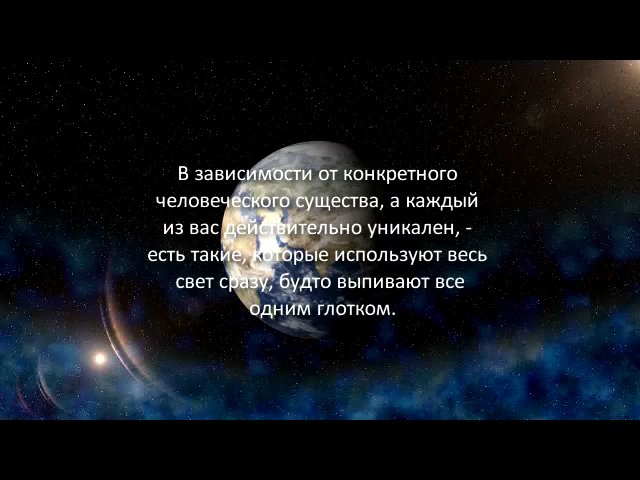 В зависимости от конкретного
человеческого существа, а каждый
из вас действительно уникален, -
есть такие, которые используют весь
свет сразу, будто выпивают все
одним глотком.